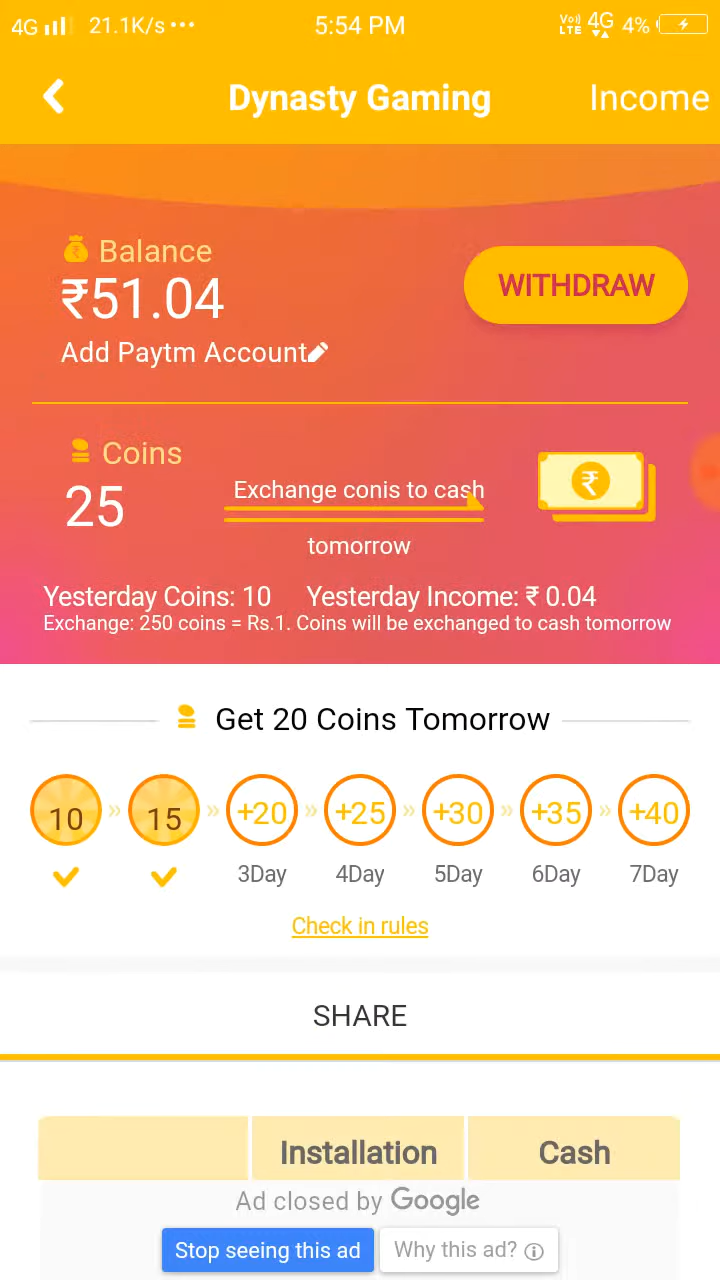 4G 21.1K/s ••• 5:54 PM Vo)) LTE 4G 4%
Dynasty Gaming Income
Balance
₹51.04
WITHDRAW
Add Paytm Account
Coins
25
Exchange conis to cash
₹
tomorrow
Yesterday Coins: 10 Yesterday Income: ₹ 0.04
Exchange: 250 coins = Rs.1. Coins will be exchanged to cash tomorrow
Get 20 Coins Tomorrow
10 » 15 » +20 » +25 » +30 » +35 » +40
3Day 4Day 5Day 6Day 7Day
Check in rules
SHARE
Installation Cash
Ad closed by Google
Stop seeing this ad Why this ad?